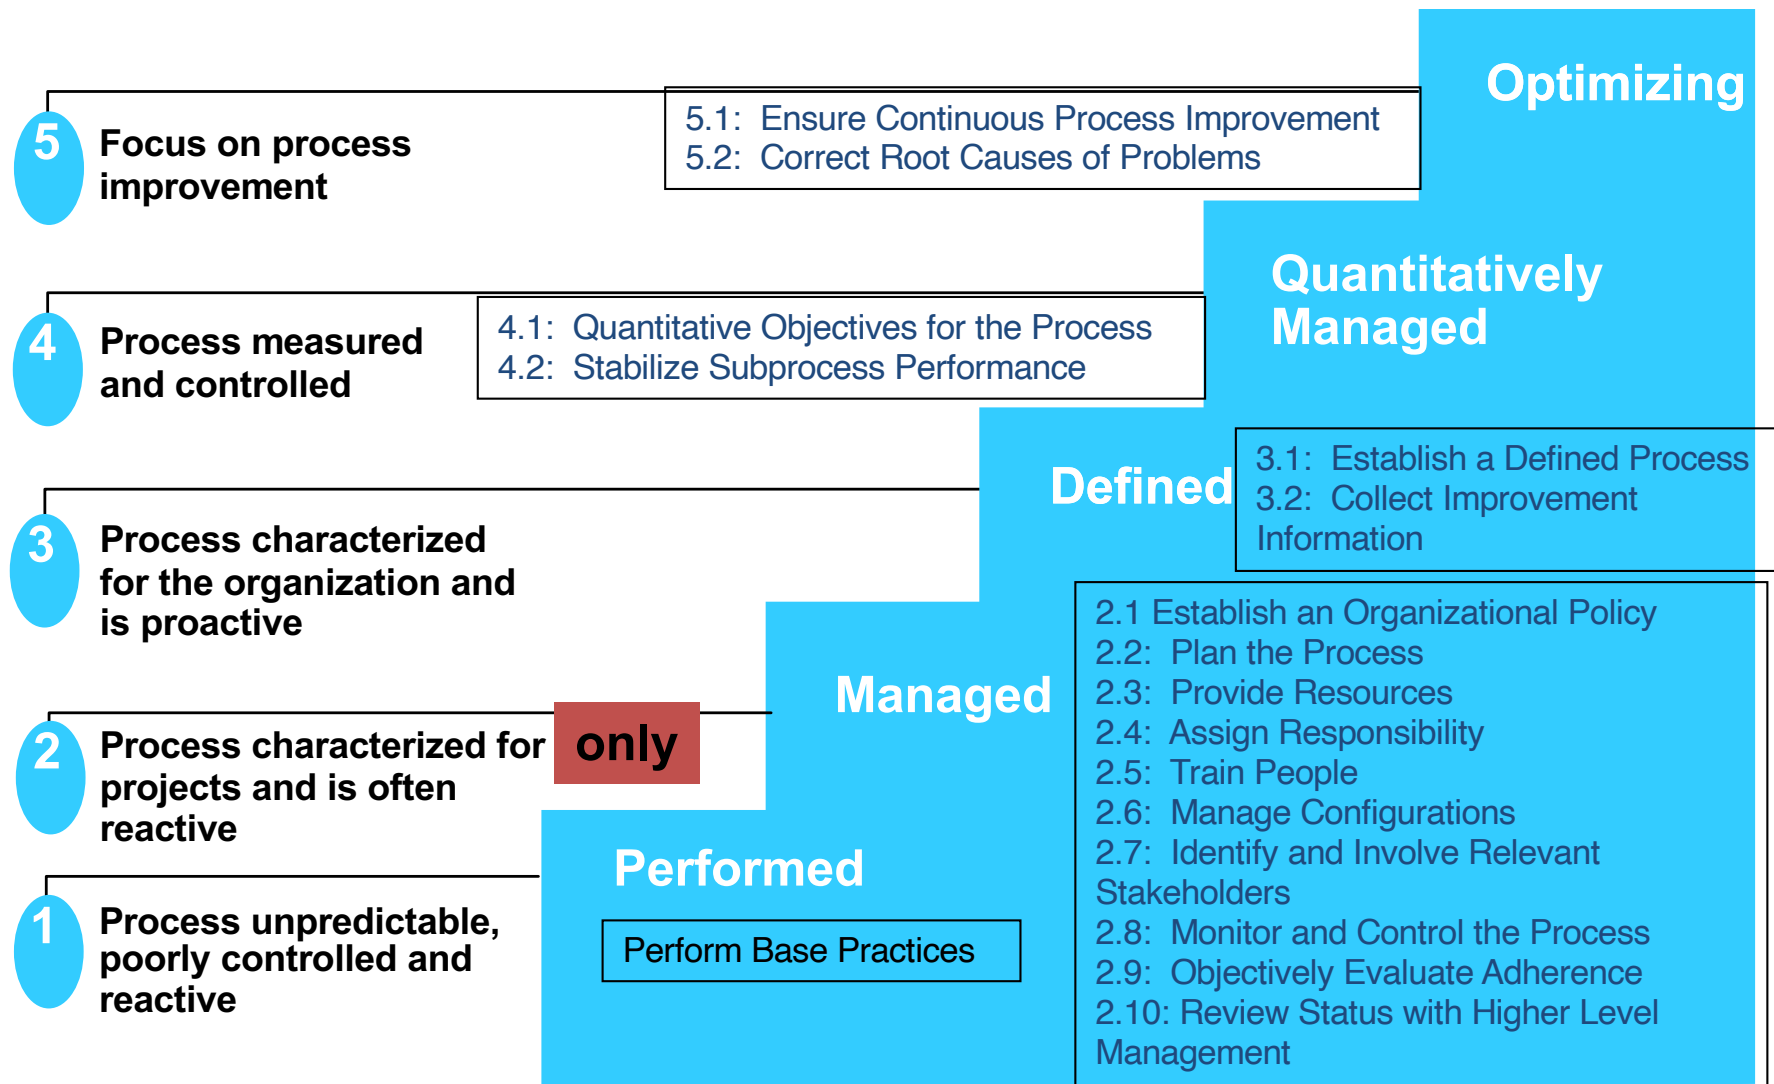 Optimizing
5
Focus on process
improvement
5.1: Ensure Continuous Process Improvement
5.2: Correct Root Causes of Problems
Quantitatively
Managed
4
Process measured
and controlled
4.1: Quantitative Objectives for the Process
4.2: Stabilize Subprocess Performance
Defined
3.1: Establish a Defined Process
3.2: Collect Improvement
Information
3
Process characterized
for the organization and
is proactive
Managed
2.1 Establish an Organizational Policy
2.2: Plan the Process
2.3: Provide Resources
2.4: Assign Responsibility
2.5: Train People
2.6: Manage Configurations
2.7: Identify and Involve Relevant
Stakeholders
2.8: Monitor and Control the Process
2.9: Objectively Evaluate Adherence
2.10: Review Status with Higher Level
Management
2
Process characterized for only
projects and is often
reactive
Performed
Perform Base Practices
1
Process unpredictable,
poorly controlled and
reactive